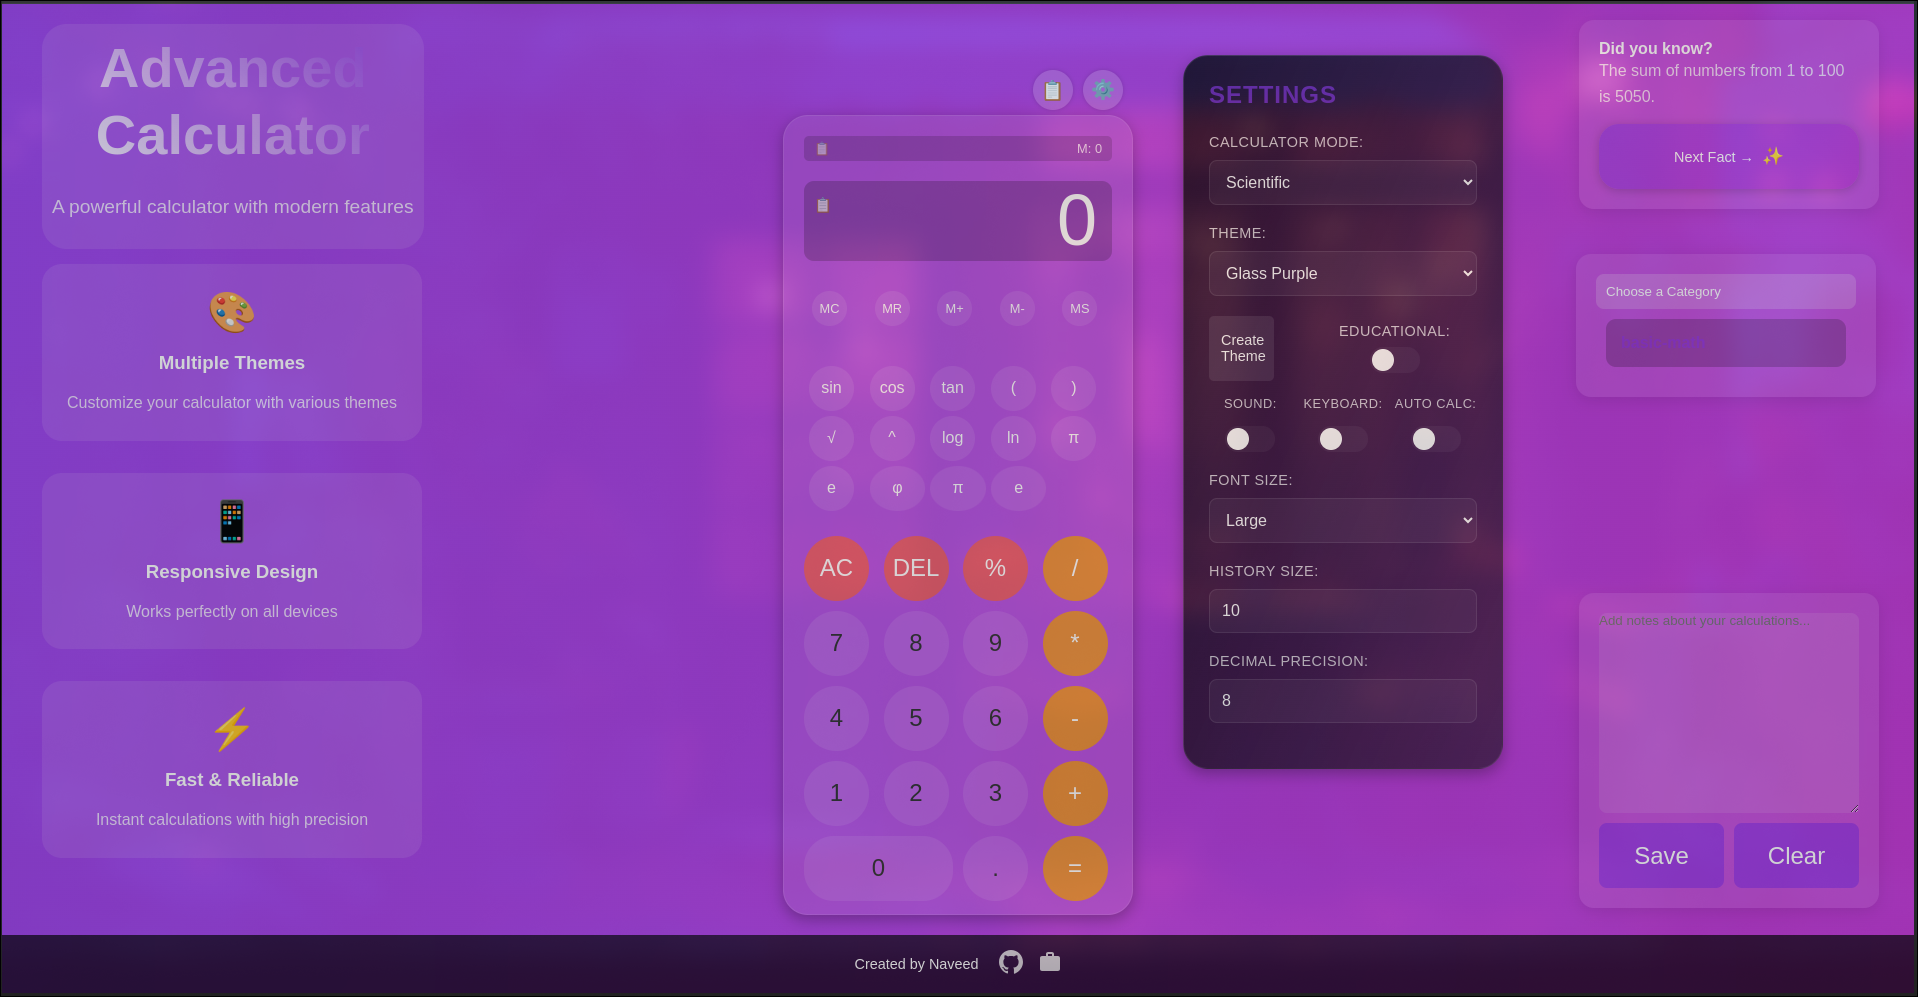 Advanced
Calculator
A powerful calculator with modern features
Multiple Themes
Customize your calculator with various themes
Responsive Design
Works perfectly on all devices
Fast & Reliable
Instant calculations with high precision
M: 0
0
MC MR M+ M- MS
sin cos tan ( )
√ ^ log ln π
e φ π e
AC DEL % /
7 8 9 *
4 5 6 -
1 2 3 +
0 . =
SETTINGS
CALCULATOR MODE:
Scientific
THEME:
Glass Purple
Create
Theme
EDUCATIONAL:
SOUND: KEYBOARD: AUTO CALC:
FONT SIZE:
Large
HISTORY SIZE:
10
DECIMAL PRECISION:
8
Did you know?
The sum of numbers from 1 to 100
is 5050.
Next Fact → ✨
Choose a Category
Add notes about your calculations...
Save Clear
Created by Naveed